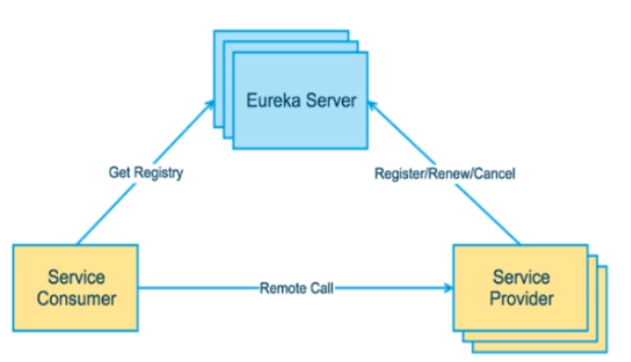 Eureka Server
Get Registry
Register/Renew/Cancel
Service
Consumer
Remote Call
Service
Provider